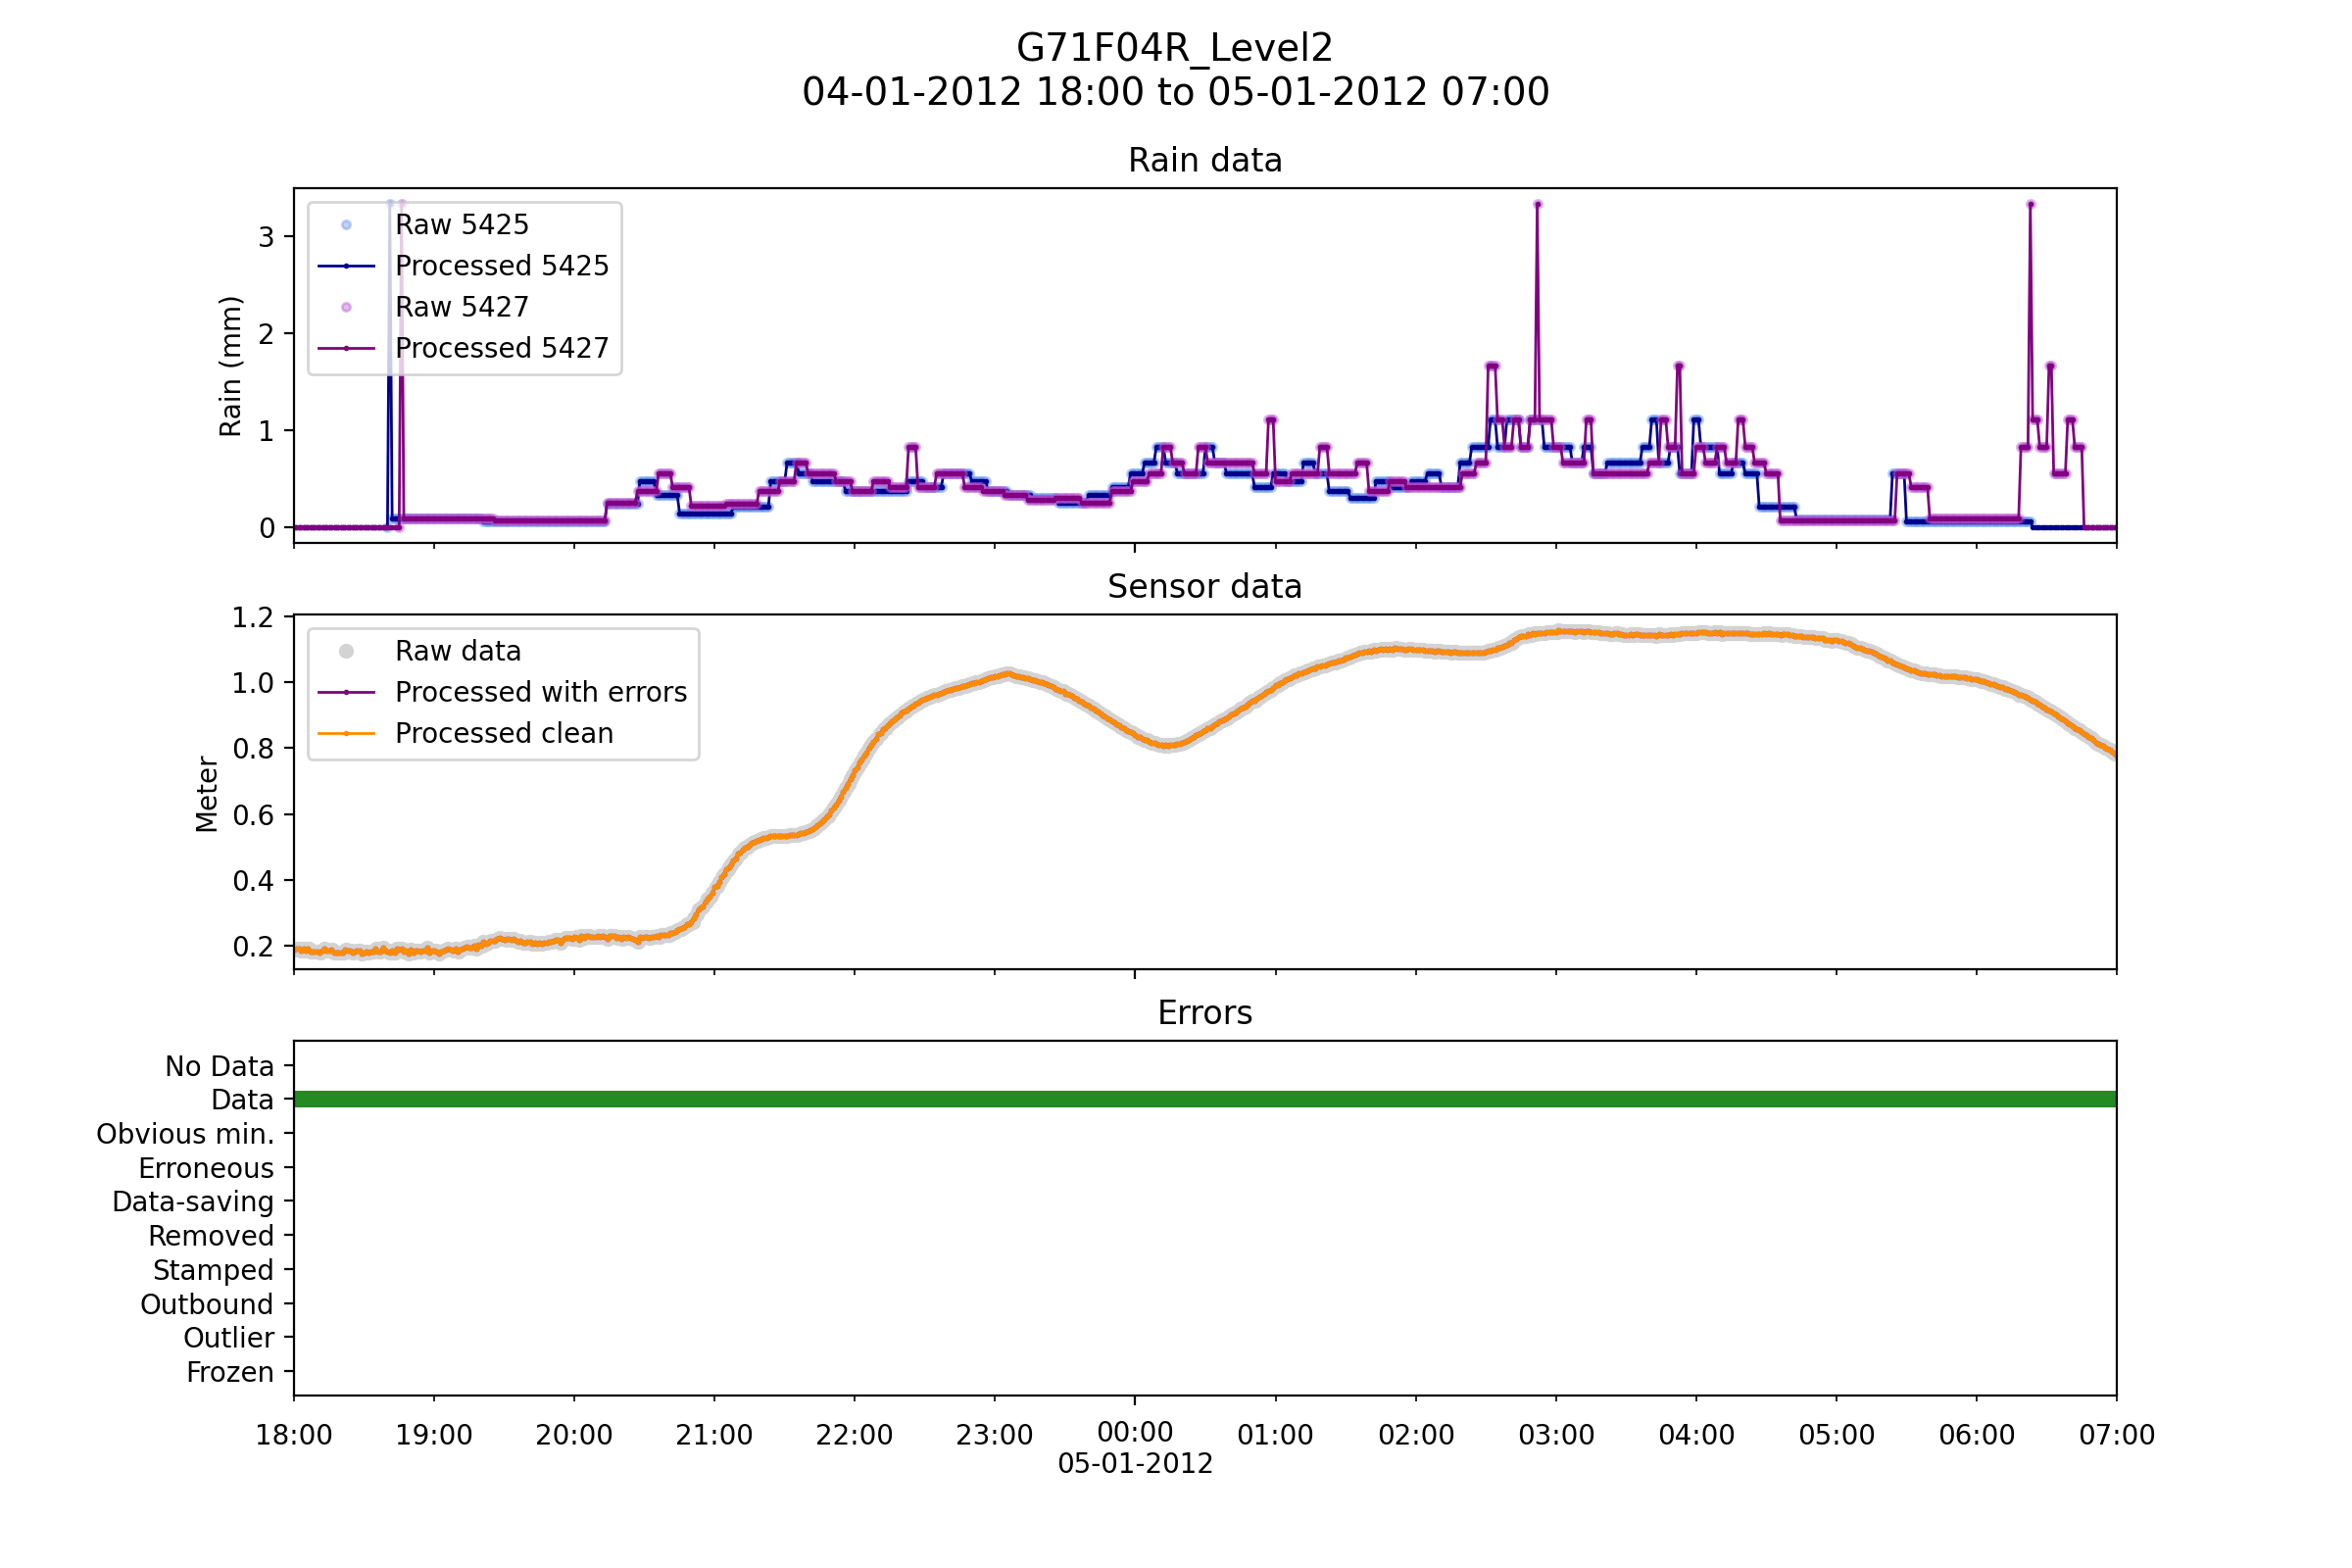 G71F04R_Level2
04-01-2012 18:00 to 05-01-2012 07:00
Rain data
Rain (mm)
3
2
1
0
Raw 5425
Processed 5425
Raw 5427
Processed 5427
Sensor data
Meter
1.2
1.0
0.8
0.6
0.4
0.2
Raw data
Processed with errors
Processed clean
Errors
No Data
Data
Obvious min.
Erroneous
Data-saving
Removed
Stamped
Outbound
Outlier
Frozen
18:00 19:00 20:00 21:00 22:00 23:00 00:00 01:00 02:00 03:00 04:00 05:00 06:00 07:00
05-01-2012